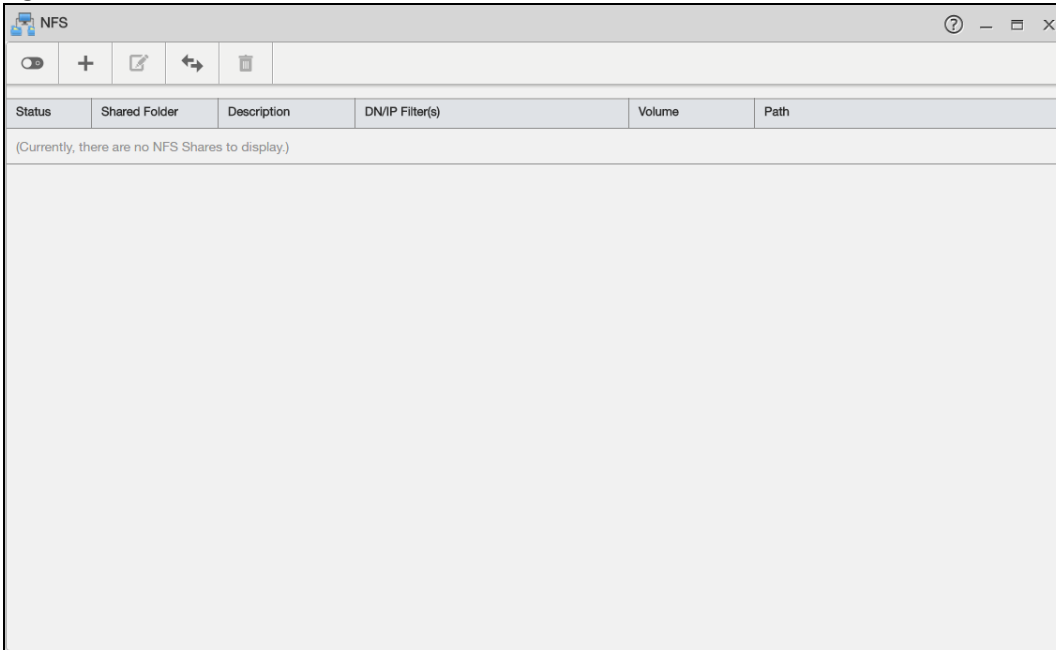 NFS
Status Shared Folder Description DN/IP Filter(s) Volume Path
(Currently, there are no NFS Shares to display.)